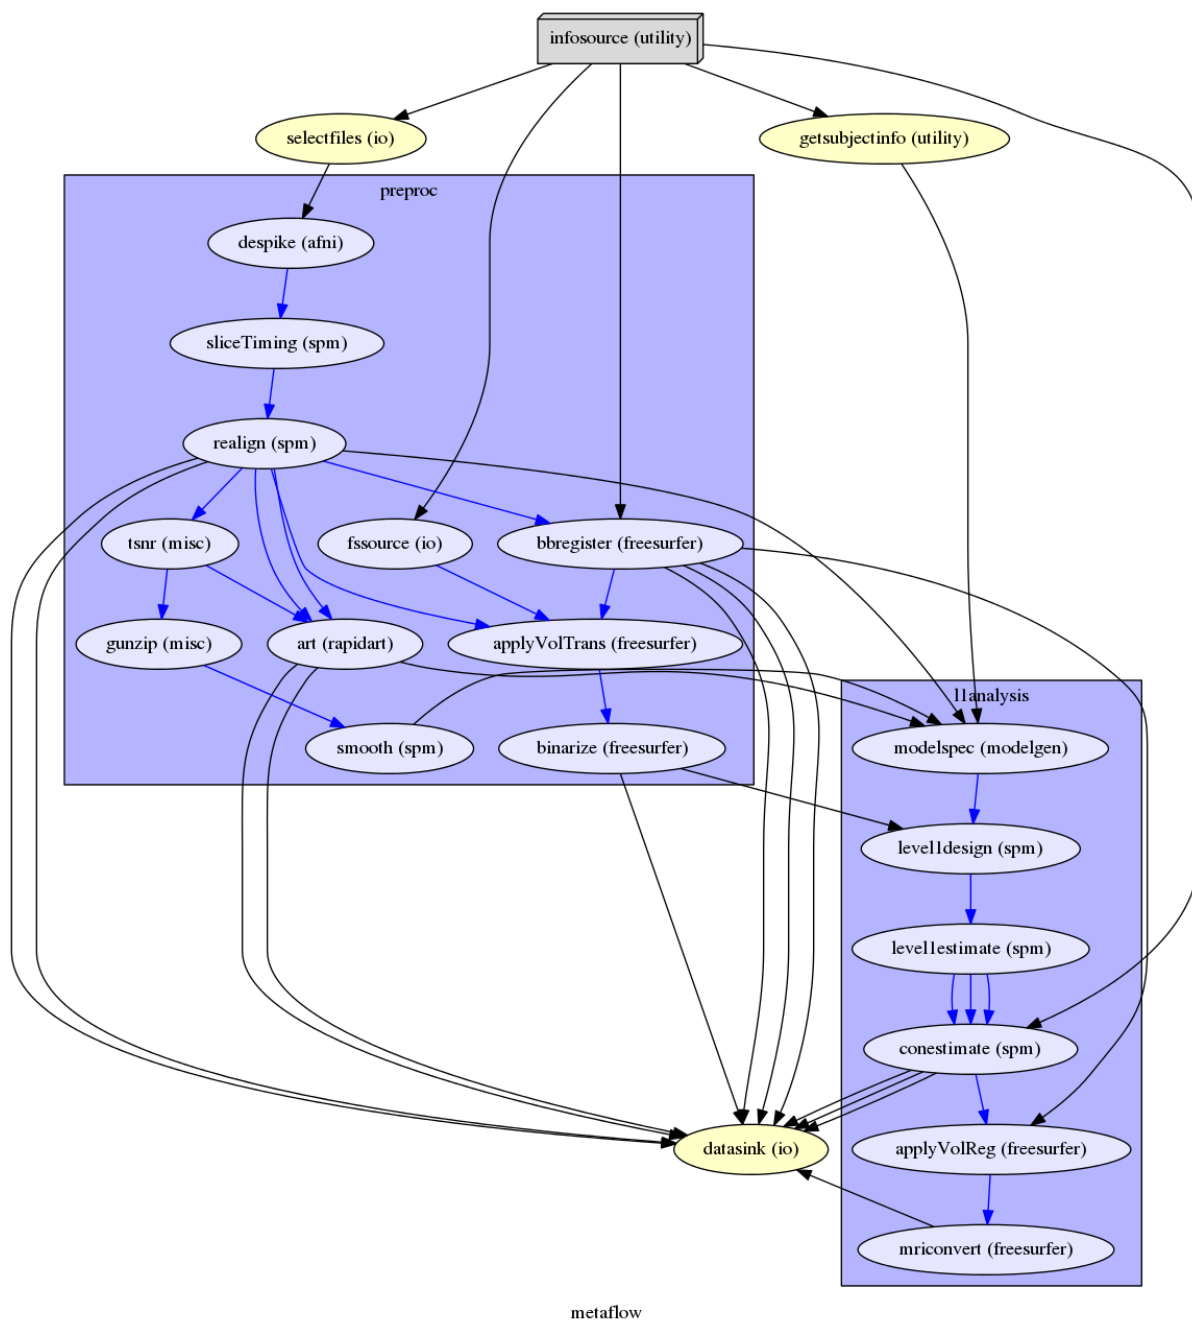 infosource (utility)
selectfiles (io)
getsubjectinfo (utility)
preproc
despike (afni)
sliceTiming (spm)
realign (spm)
tsnr (misc)
fssource (io)
bbregister (freesurfer)
gunzip (misc)
art (rapidart)
applyVolTrans (freesurfer)
smooth (spm)
binarize (freesurfer)
l1analysis
modelspec (modelgen)
level1design (spm)
level1estimate (spm)
conestimate (spm)
datasink (io)
applyVolReg (freesurfer)
mriconvert (freesurfer)
metaflow